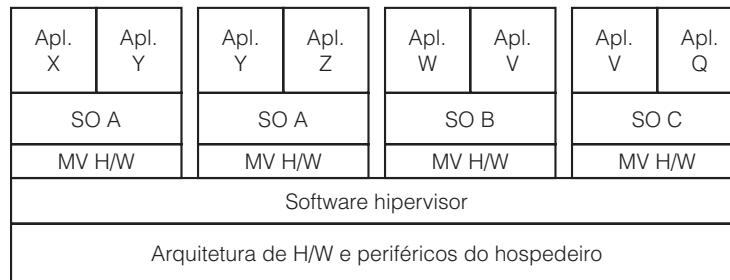 Apl. Apl. Apl. Apl. Apl. Apl. Apl. Apl.
X Y Y Z W V V Q
SO A SO A SO B SO C
MV H/W MV H/W MV H/W MV H/W
Software hipervisor
Arquitetura de H/W e periféricos do hospedeiro